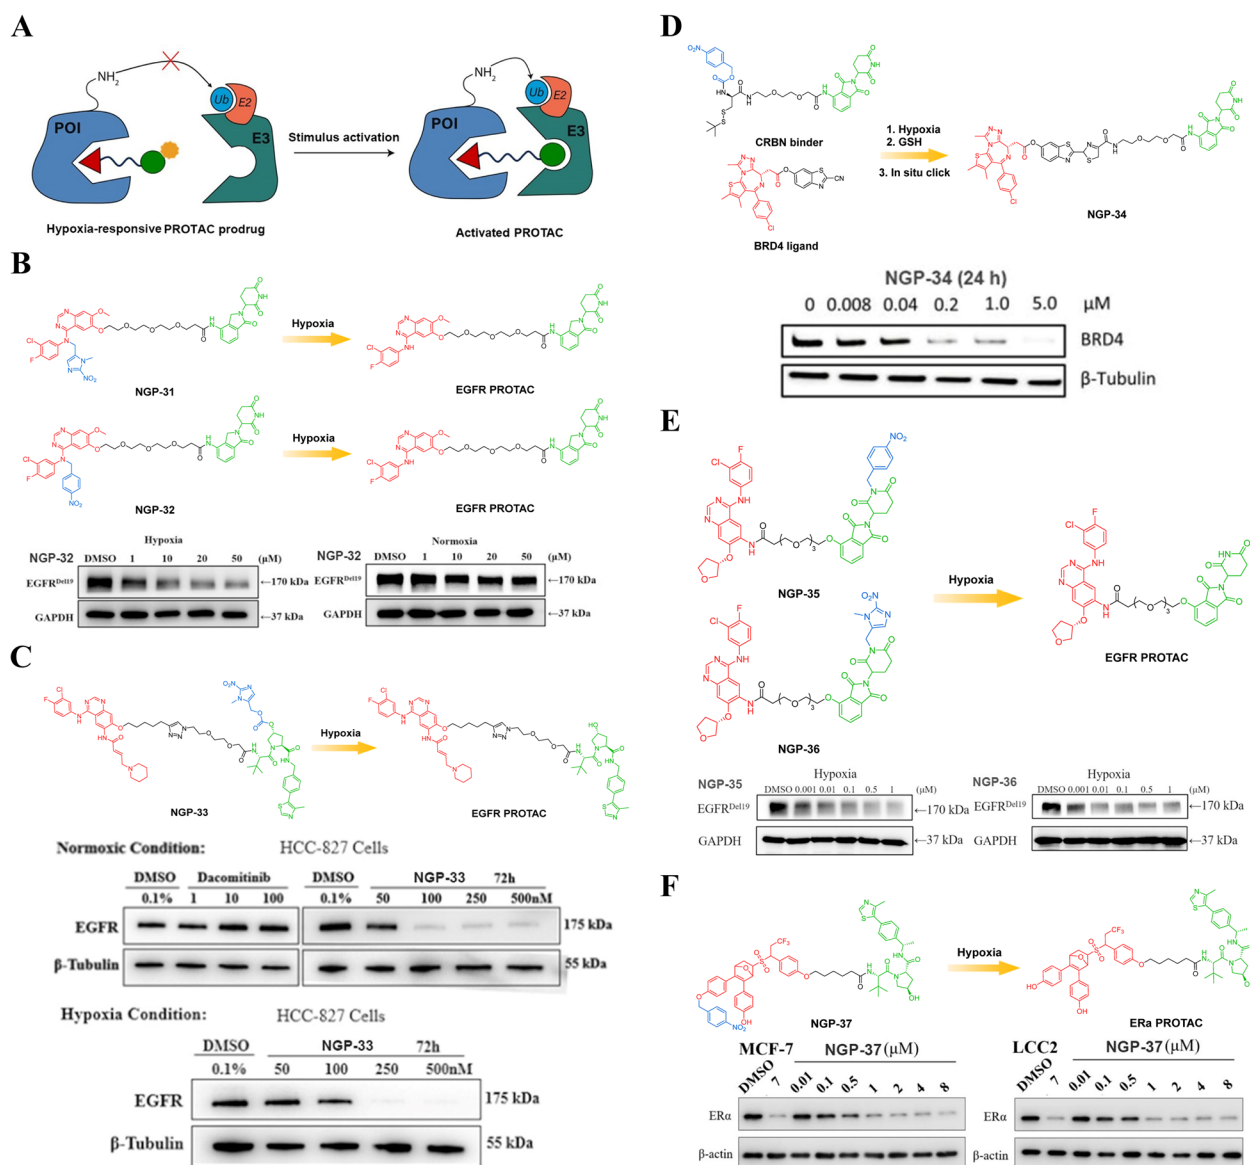 A
NH2
NH2
Ub
E2
Ub
E2
POI
E3
Stimulus activation
POI
E3
Hypoxia-responsive PROTAC prodrug
Activated PROTAC
B
Hypoxia
NGP-31
EGFR PROTAC
Hypoxia
NGP-32
EGFR PROTAC
Hypoxia
NGP-32 DMSO 1 10 20 50 (μM)
EGFRDel19 ←170 kDa
GAPDH ←37 kDa
Normoxia
NGP-32 DMSO 1 10 20 50 (μM)
EGFRDel19 ←170 kDa
GAPDH ←37 kDa
C
Hypoxia
NGP-33
EGFR PROTAC
Normoxic Condition: HCC-827 Cells
DMSO Dacomitinib DMSO NGP-33 72h
0.1% 1 10 100 0.1% 50 100 250 500nM
EGFR 175 kDa
β-Tubulin 55 kDa
Hypoxia Condition: HCC-827 Cells
DMSO NGP-33 72h
0.1% 50 100 250 500nM
EGFR 175 kDa
β-Tubulin 55 kDa
D
CRBN binder
1. Hypoxia
2. GSH
3. In situ click
BRD4 ligand
NGP-34
NGP-34 (24 h)
0 0.008 0.04 0.2 1.0 5.0 μM
BRD4
β-Tubulin
E
NGP-35
Hypoxia
EGFR PROTAC
NGP-36
Hypoxia
NGP-35 DMSO 0.001 0.01 0.1 0.5 1 (μM)
EGFRDel19 ←170 kDa
GAPDH ←37 kDa
Hypoxia
NGP-36 DMSO 0.001 0.01 0.1 0.5 1 (μM)
EGFRDel19 ←170 kDa
GAPDH ←37 kDa
F
Hypoxia
NGP-37
ERa PROTAC
MCF-7 NGP-37 (μM)
DMSO 7 0.01 0.1 0.5 1 2 4 8
ERα
β-actin
LCC2 NGP-37 (μM)
DMSO 7 0.01 0.1 0.5 1 2 4 8
ERα
β-actin